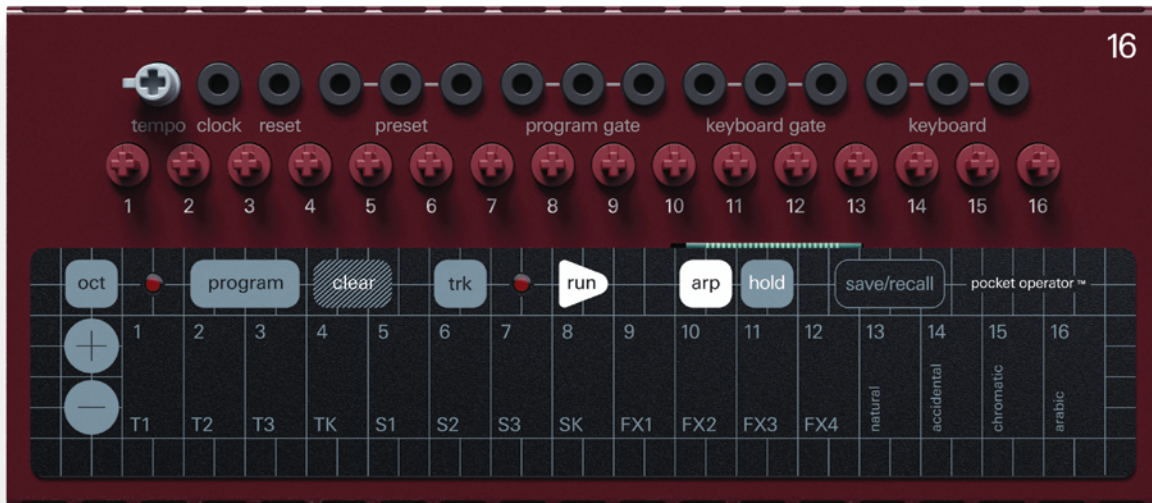 16
tempo clock reset preset program gate keyboard gate keyboard
1 2 3 4 5 6 7 8 9 10 11 12 13 14 15 16
oct program clear trk run arp hold save/recall pocket operator™
+
1 2 3 4 5 6 7 8 9 10 11 12 13 14 15 16
−
T1 T2 T3 TK S1 S2 S3 SK FX1 FX2 FX3 FX4 natural accidental chromatic arabic